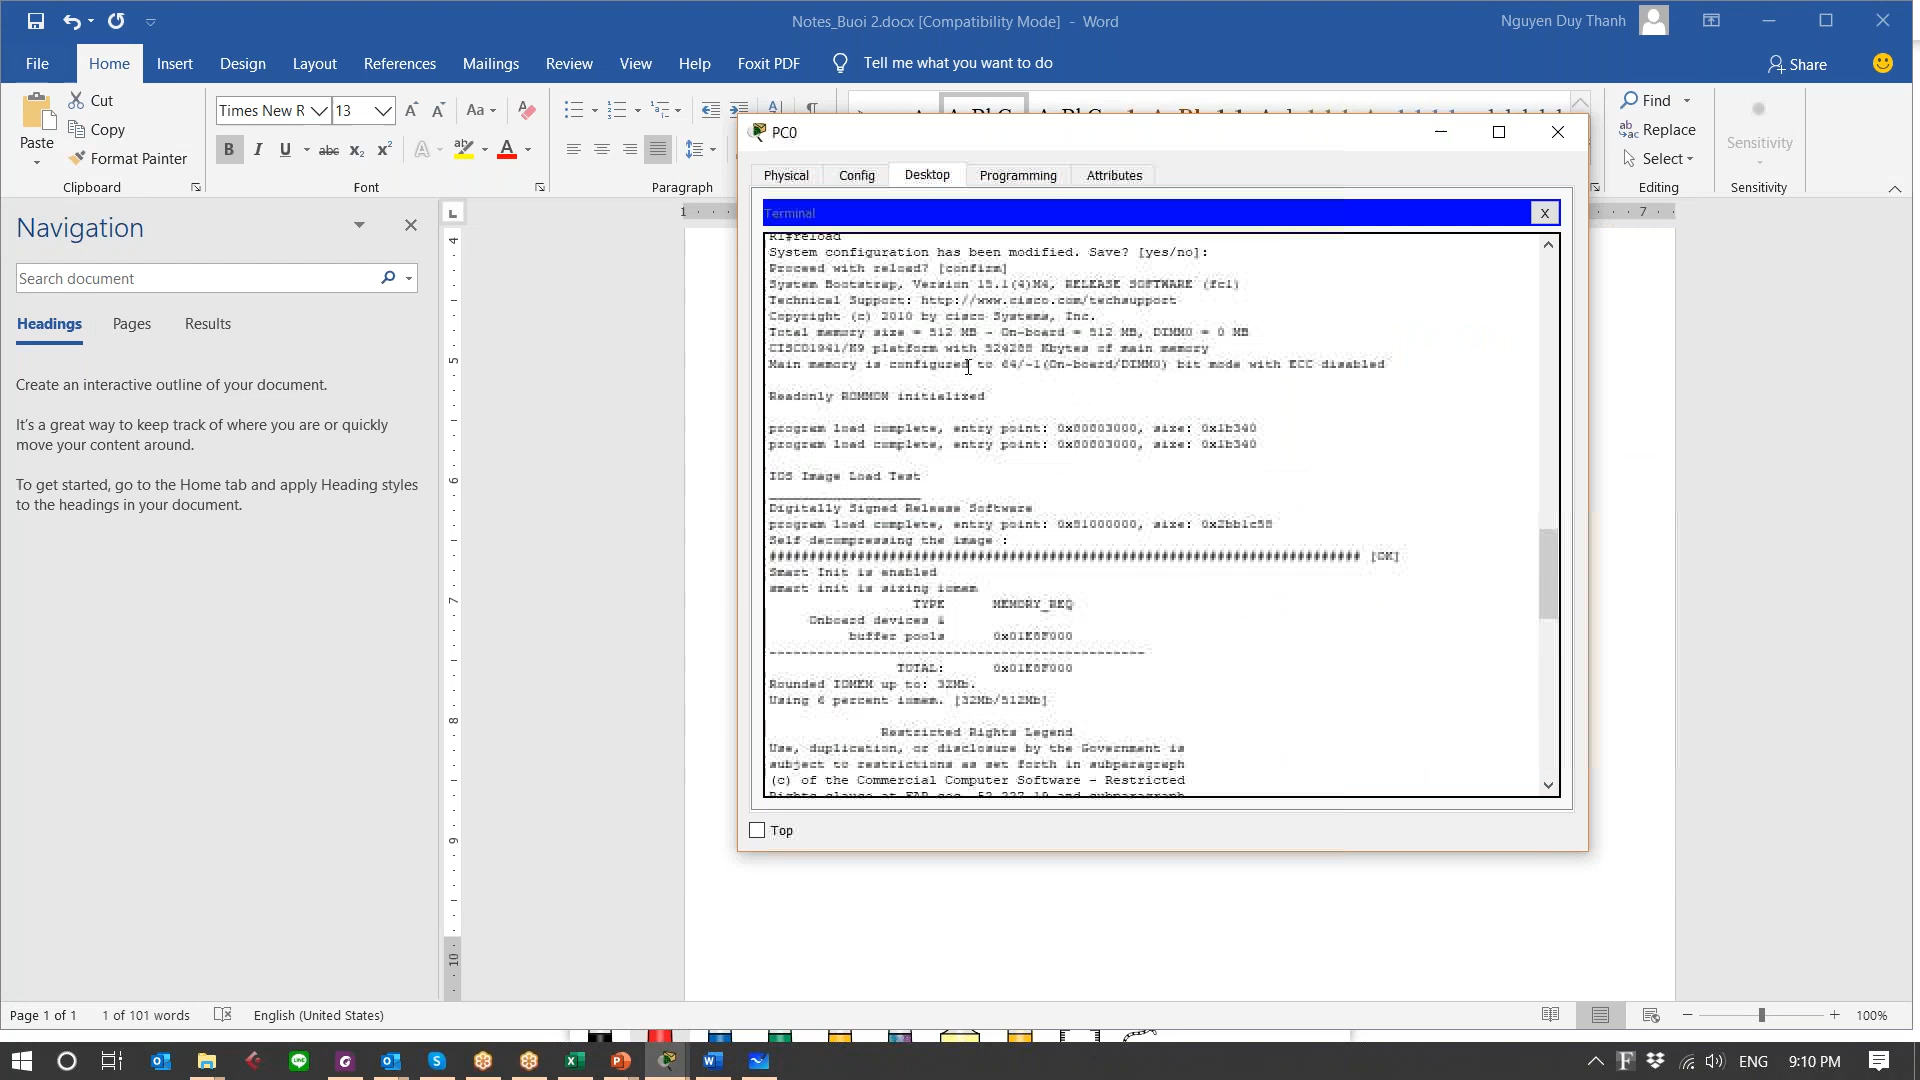 Notes_Buoi 2.docx [Compatibility Mode] - Word
Nguyen Duy Thanh
File Home Insert Design Layout References Mailings Review View Help Foxit PDF Tell me what you want to do
Share
Paste
Cut
Copy
Format Painter
Clipboard
Times New R 13
Font
Paragraph
Find
Replace
Select
Editing
Sensitivity
Sensitivity
Navigation
Search document
Headings Pages Results
Create an interactive outline of your document.
It's a great way to keep track of where you are or quickly
move your content around.
To get started, go to the Home tab and apply Heading styles
to the headings in your document.
PC0
Physical Config Desktop Programming Attributes
Terminal
X
R1#reload
System configuration has been modified. Save? [yes/no]:
Proceed with reload? [confirm]
System Bootstrap, Version 15.1(4)M4, RELEASE SOFTWARE (fc1)
Technical Support: http://www.cisco.com/techsupport
Copyright (c) 2010 by cisco Systems, Inc.
Total memory size = 512 MB - On-board = 512 MB, DIMM0 = 0 MB
CISCO1941/K9 platform with 524288 Kbytes of main memory
Main memory is configured to 64/-1(On-board/DIMM0) bit mode with ECC disabled
Readonly ROMMON initialized
program load complete, entry point: 0x80803000, size: 0x1b340
program load complete, entry point: 0x80803000, size: 0x1b340
IOS Image Load Test
___________________
Digitally Signed Release Software
program load complete, entry point: 0x81000000, size: 0x2bb1c58
Self decompressing the image :
########################################################################## [OK]
Smart Init is enabled
smart init is sizing iomem
TYPE MEMORY_REQ
Onboard devices &
buffer pools 0x01E8F000
-----------------------------------------------
TOTAL: 0x01E8F000
Rounded IOMEM up to: 32Mb.
Using 6 percent iomem. [32Mb/512Mb]
Restricted Rights Legend
Use, duplication, or disclosure by the Government is
subject to restrictions as set forth in subparagraph
(c) of the Commercial Computer Software - Restricted
Rights clause at FAR sec. 52.227-19 and subparagraph
Top
Page 1 of 1 1 of 101 words English (United States)
100%
ENG 9:10 PM